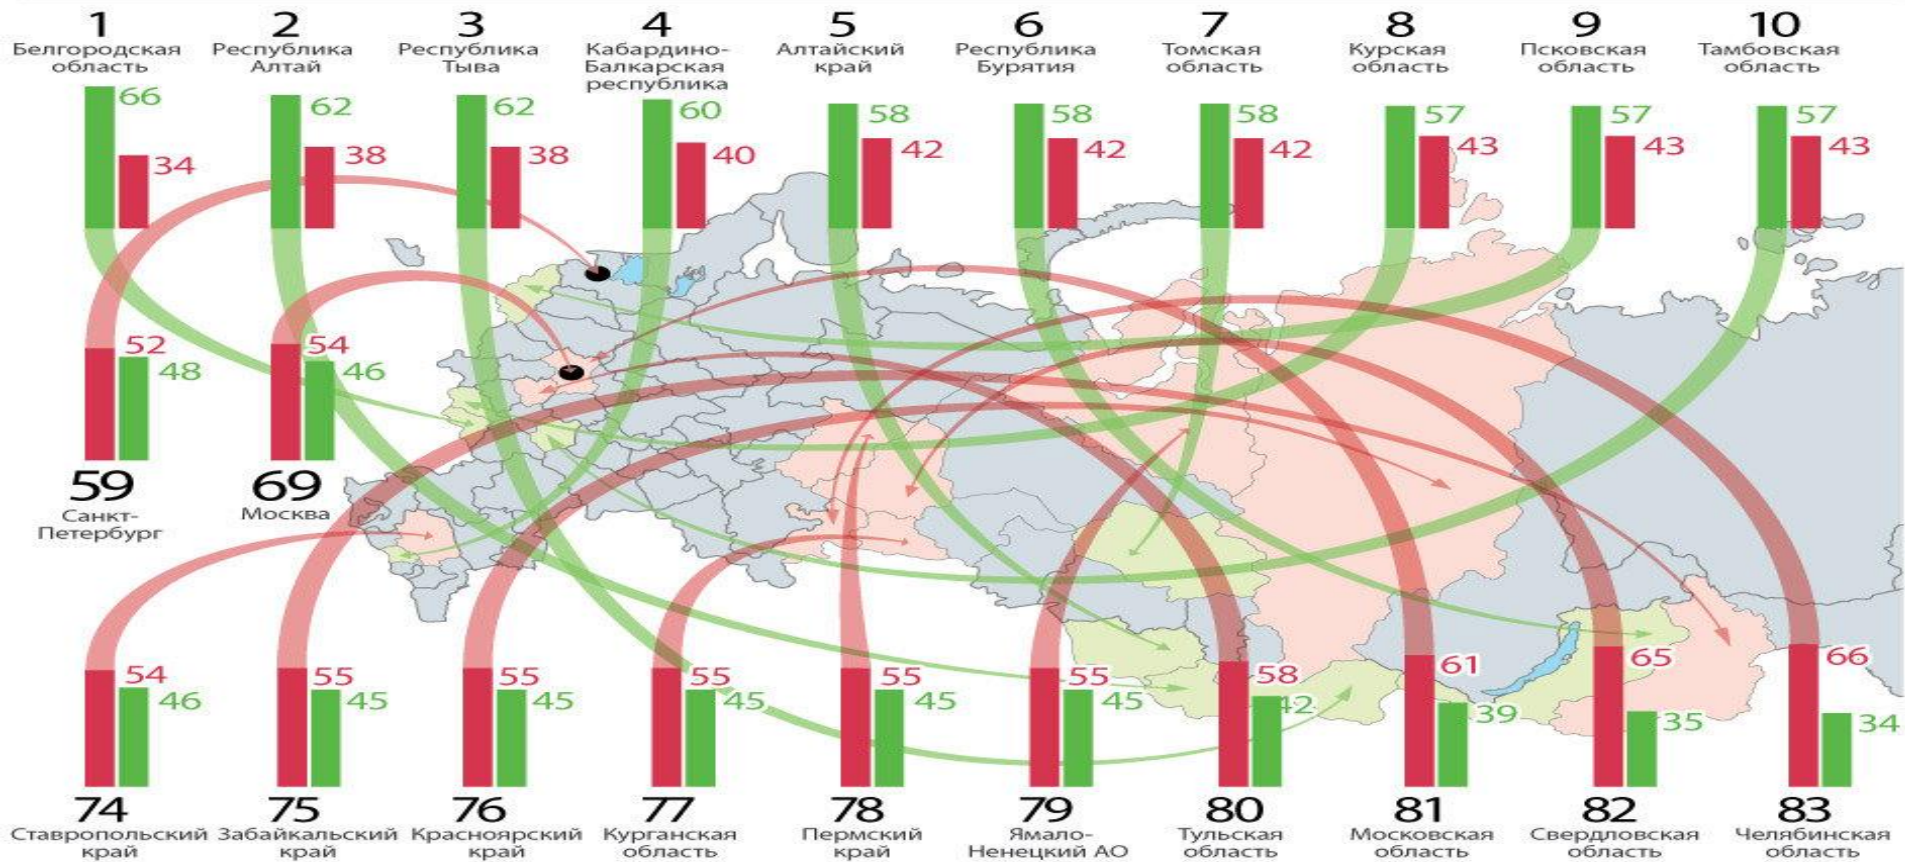 1
Белгородская
область
66
34
2
Республика
Алтай
62
38
3
Республика
Тыва
62
38
4
Кабардино-
Балкарская
республика
60
40
5
Алтайский
край
58
42
6
Республика
Бурятия
58
42
7
Томская
область
58
42
8
Курская
область
57
43
9
Псковская
область
57
43
10
Тамбовская
область
57
43
52
48
59
Санкт-
Петербург
54
46
69
Москва
54
46
74
Ставропольский
край
55
45
75
Забайкальский
край
55
45
76
Красноярский
край
55
45
77
Курганская
область
55
45
78
Пермский
край
55
45
79
Ямало-
Ненецкий АО
58
42
80
Тульская
область
61
39
81
Московская
область
65
35
82
Свердловская
область
66
34
83
Челябинская
область